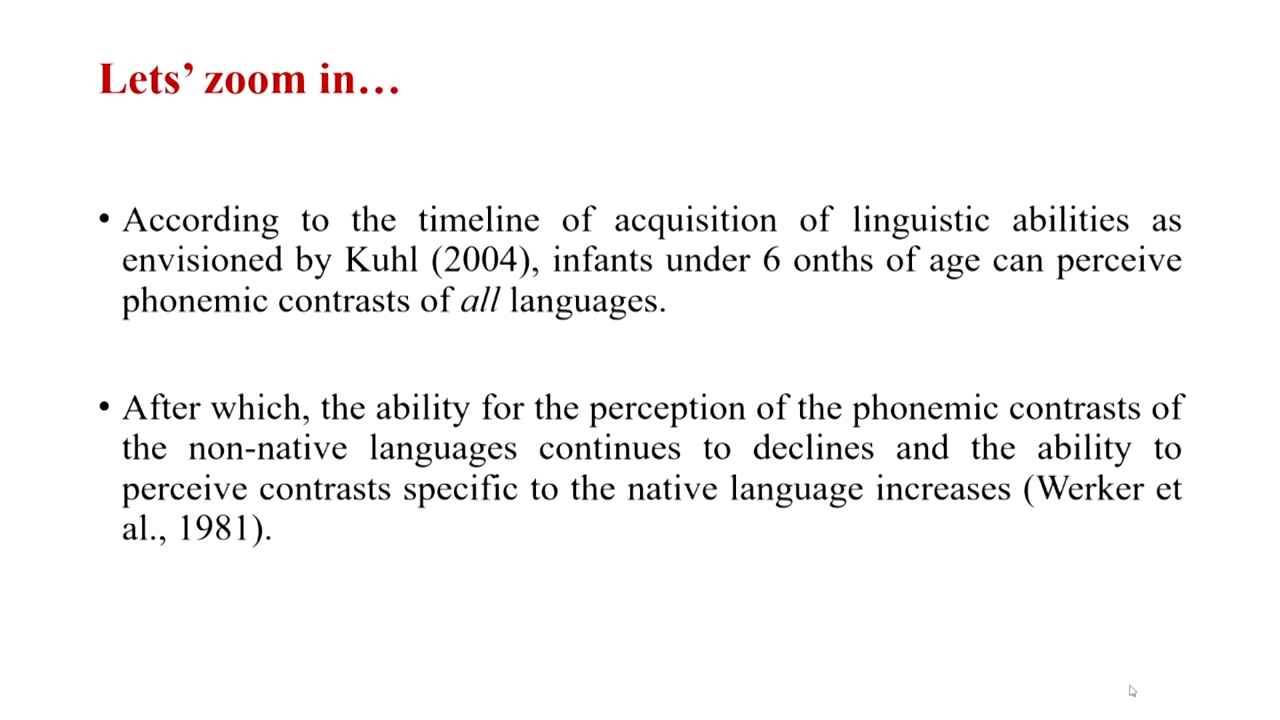 Lets’ zoom in…
• According to the timeline of acquisition of linguistic abilities as
envisioned by Kuhl (2004), infants under 6 onths of age can perceive
phonemic contrasts of all languages.
• After which, the ability for the perception of the phonemic contrasts of
the non-native languages continues to declines and the ability to
perceive contrasts specific to the native language increases (Werker et
al., 1981).